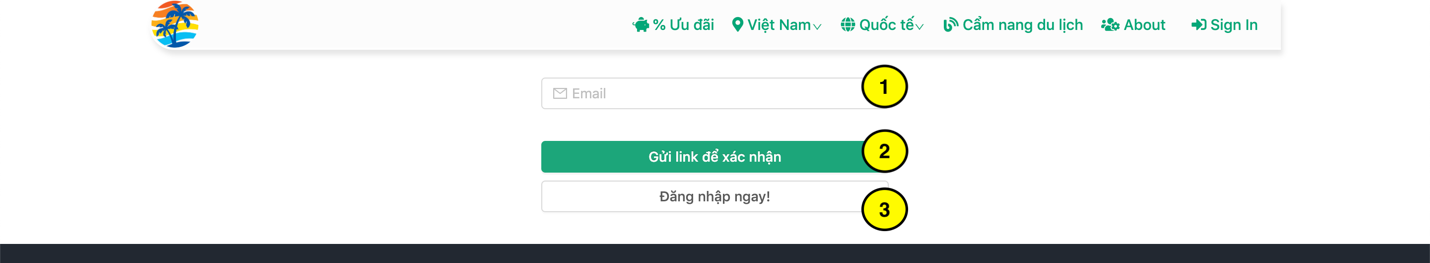 % Ưu đãi Việt Nam Quốc tế Cẩm nang du lịch About Sign In
Email
1
Gửi link để xác nhận
2
Đăng nhập ngay!
3